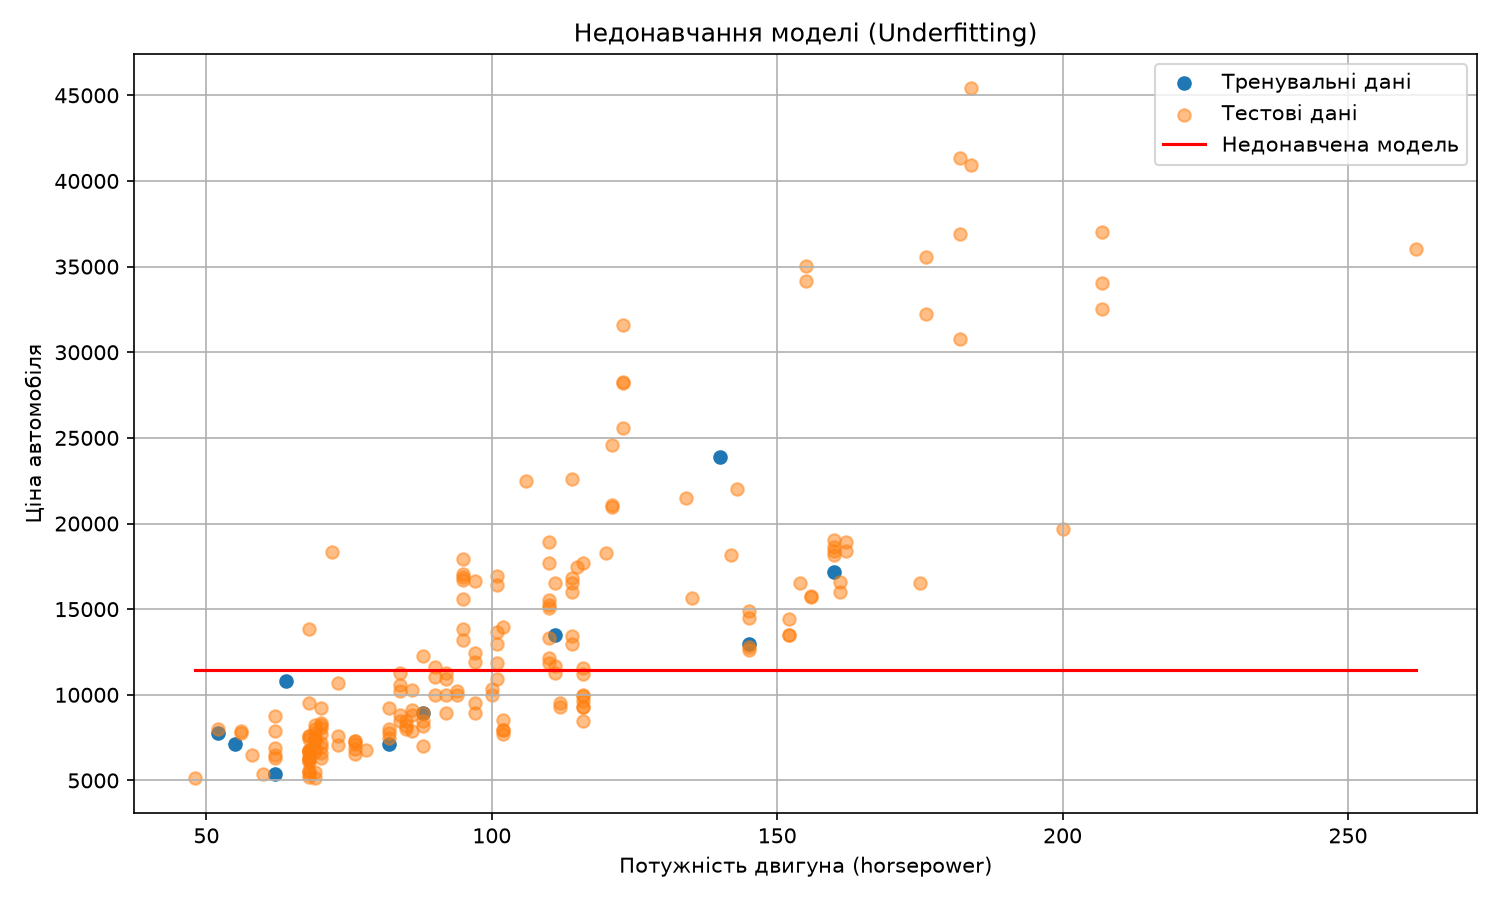 Недонавчання моделі (Underfitting)
Тренувальні дані
Тестові дані
Недонавчена модель
Ціна автомобіля
45000
40000
35000
30000
25000
20000
15000
10000
5000
50 100 150 200 250
Потужність двигуна (horsepower)